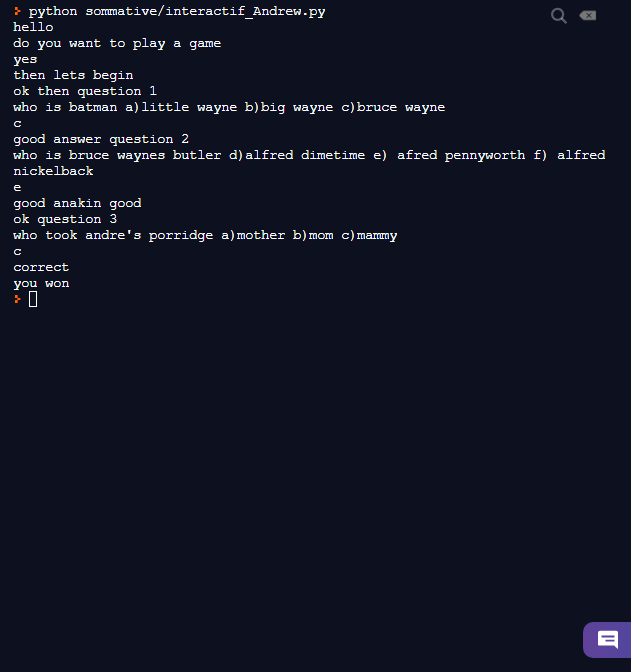 python sommative/interactif_Andrew.py
hello
do you want to play a game
yes
then lets begin
ok then question 1
who is batman a)little wayne b)big wayne c)bruce wayne
c
good answer question 2
who is bruce waynes butler d)alfred dimetime e) afred pennyworth f) alfred
nickelback
e
good anakin good
ok question 3
who took andre's porridge a)mother b)mom c)mammy
c
correct
you won